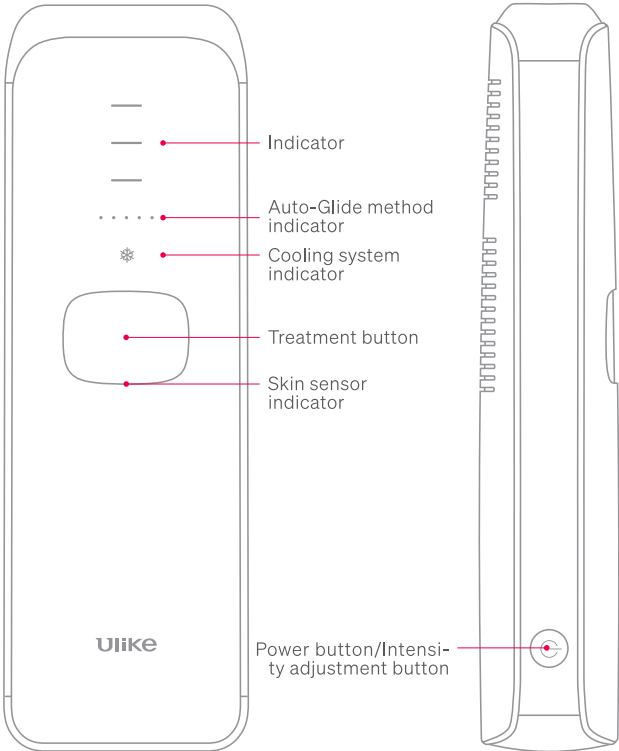 Indicator
Auto-Glide method
indicator
Cooling system
indicator
Treatment button
Skin sensor
indicator
Ulike
Power button/Intensi-
ty adjustment button